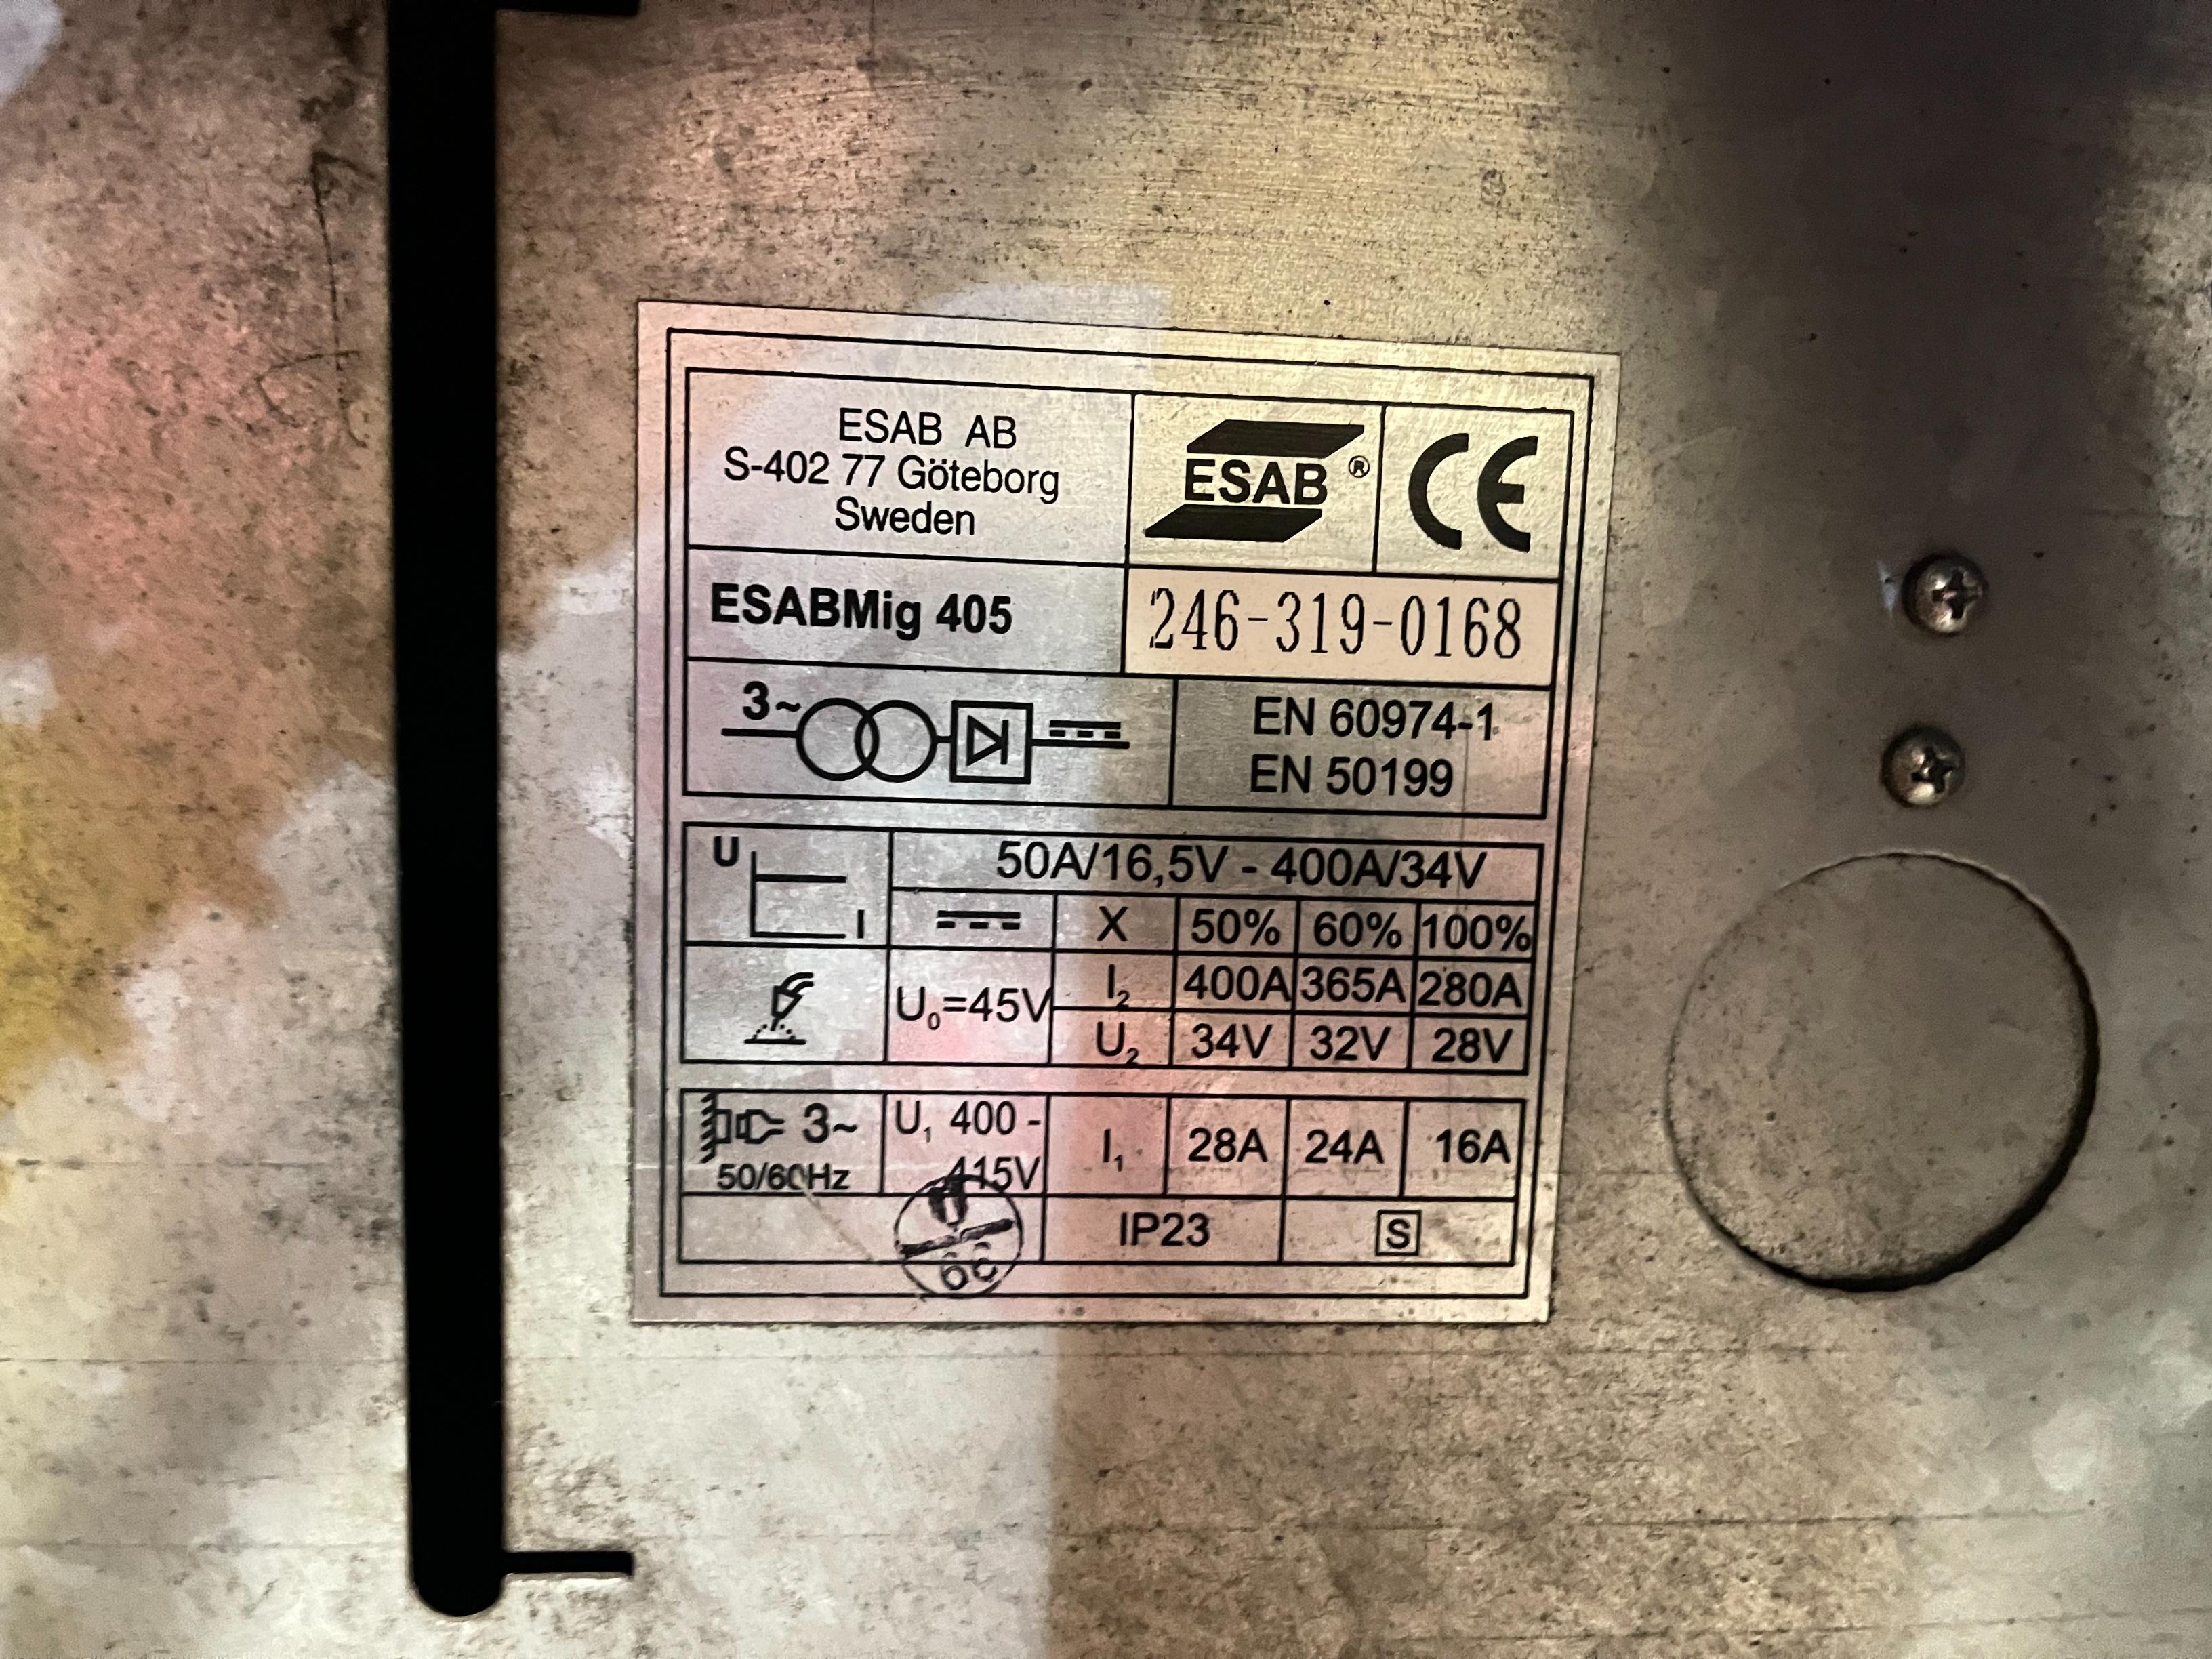 ESAB AB
S-402 77 Göteborg
Sweden
ESAB®
CE
ESABMig 405
246-319-0168
3~
EN 60974-1
EN 50199
U
I
50A/16,5V - 400A/34V
X 50% 60% 100%
U₀=45V
I₂ 400A 365A 280A
U₂ 34V 32V 28V
3~
50/60Hz
U₁ 400 -
415V
I₁ 28A 24A 16A
IP23
S